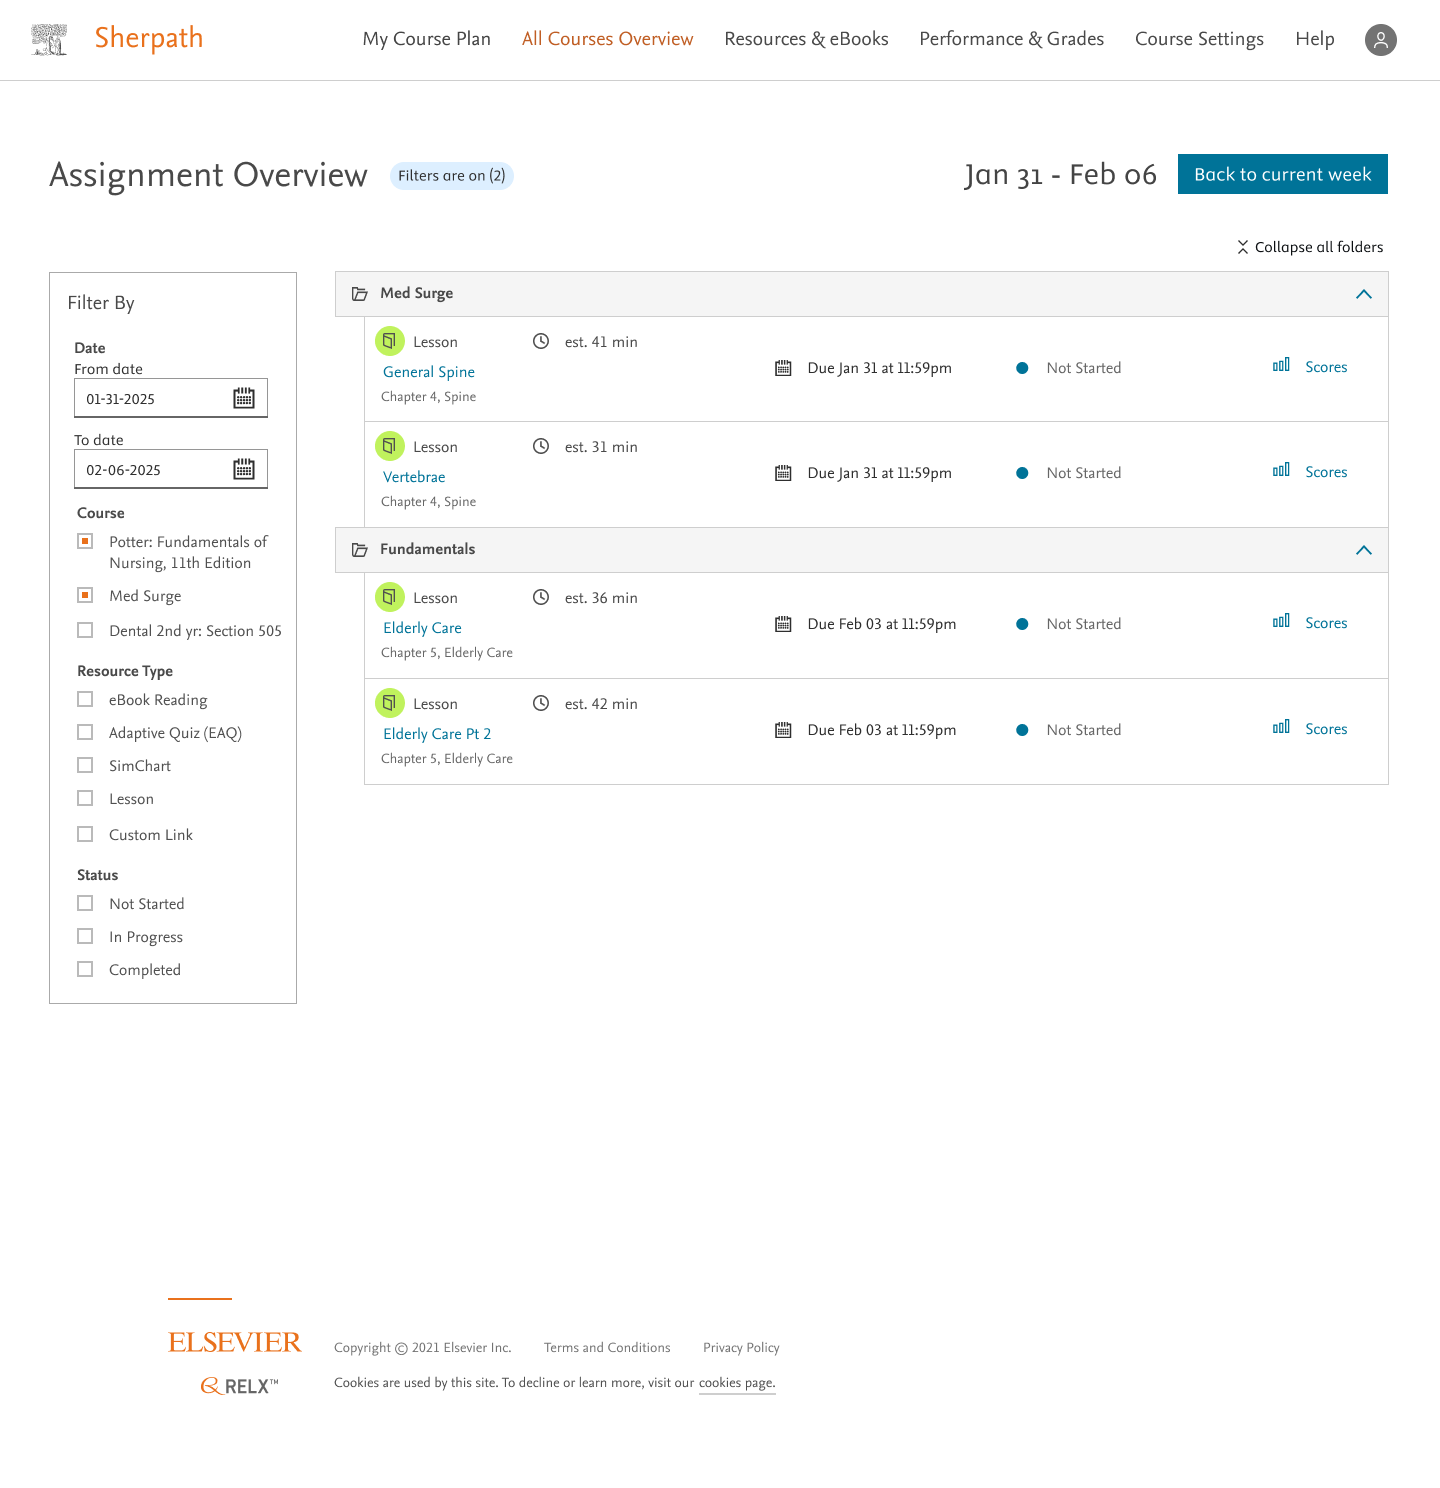 Sherpath
My Course Plan
All Courses Overview
Resources & eBooks
Performance & Grades
Course Settings
Help
Assignment Overview
Filters are on (2)
Jan 31 - Feb 06
Back to current week
Collapse all folders
Filter By
Date
From date
01-31-2025
To date
02-06-2025
Course
Potter: Fundamentals of
Nursing, 11th Edition
Med Surge
Dental 2nd yr: Section 505
Resource Type
eBook Reading
Adaptive Quiz (EAQ)
SimChart
Lesson
Custom Link
Status
Not Started
In Progress
Completed
Med Surge
Lesson
est. 41 min
General Spine
Chapter 4, Spine
Due Jan 31 at 11:59pm
Not Started
Scores
Lesson
est. 31 min
Vertebrae
Chapter 4, Spine
Due Jan 31 at 11:59pm
Not Started
Scores
Fundamentals
Lesson
est. 36 min
Elderly Care
Chapter 5, Elderly Care
Due Feb 03 at 11:59pm
Not Started
Scores
Lesson
est. 42 min
Elderly Care Pt 2
Chapter 5, Elderly Care
Due Feb 03 at 11:59pm
Not Started
Scores
ELSEVIER
RELX™
Copyright © 2021 Elsevier Inc.
Terms and Conditions
Privacy Policy
Cookies are used by this site. To decline or learn more, visit our cookies page.